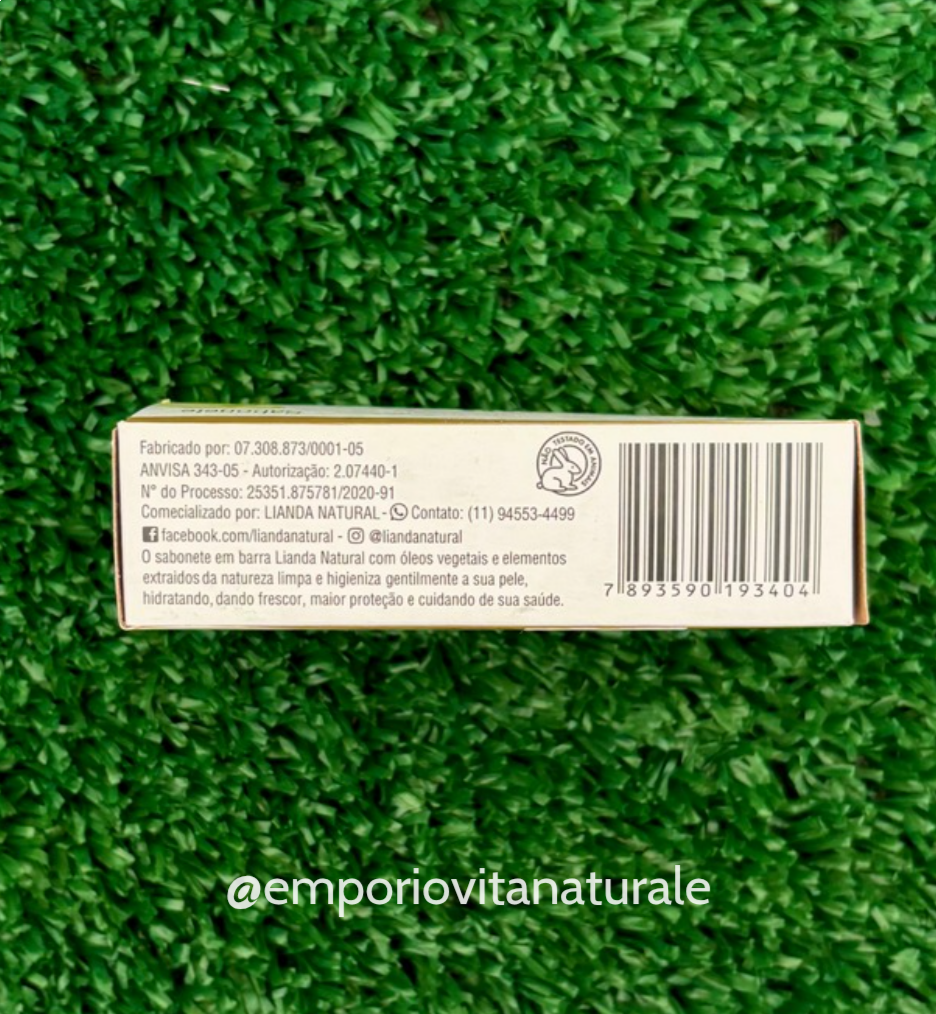 Sabonete
Fabricado por: 07.308.873/0001-05
ANVISA 343-05 - Autorização: 2.07440-1
N° do Processo: 25351.875781/2020-91
Comecializado por: LIANDA NATURAL - Contato: (11) 94553-4499
facebook.com/liandanatural - @liandanatural
O sabonete em barra Lianda Natural com óleos vegetais e elementos
extraidos da natureza limpa e higieniza gentilmente a sua pele,
hidratando, dando frescor, maior proteção e cuidando de sua saúde.
NÃO TESTADO EM ANIMAIS
7 893590 193404
@emporiovitanaturale